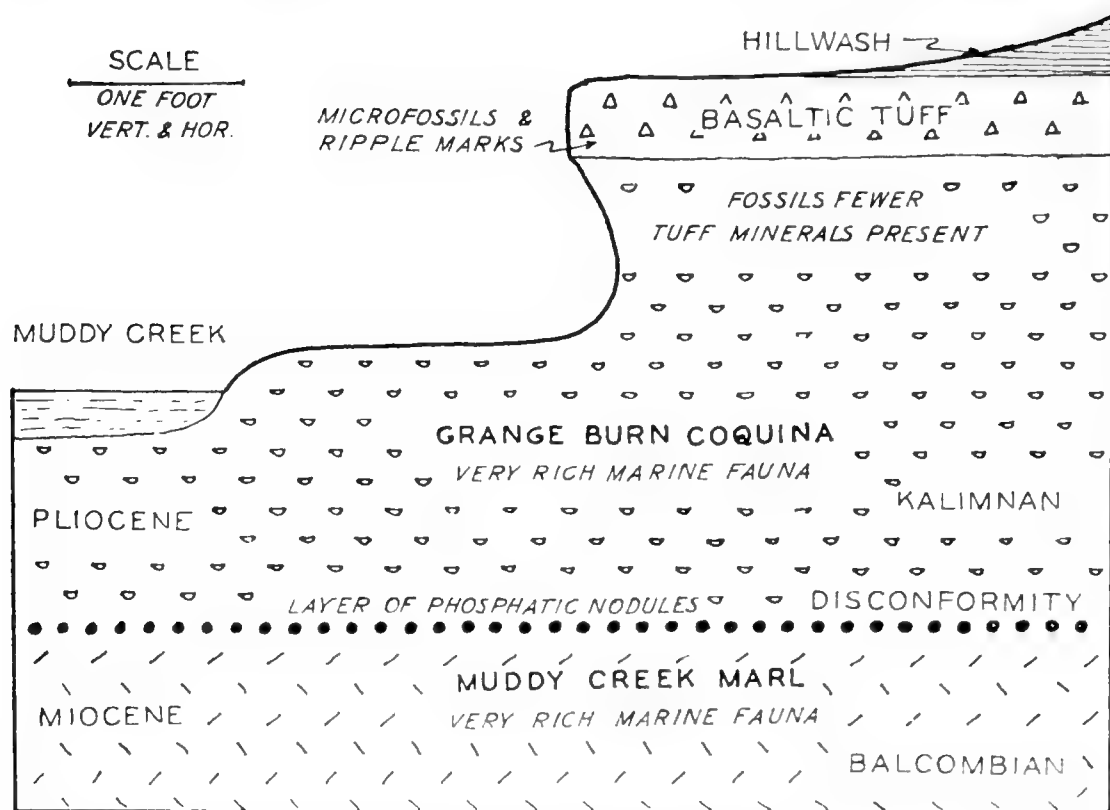 HILLWASH
SCALE
ONE FOOT
VERT. & HOR.
MICROFOSSILS &
RIPPLE MARKS
BASALTIC TUFF
FOSSILS FEWER
TUFF MINERALS PRESENT
MUDDY CREEK
GRANGE BURN COQUINA
VERY RICH MARINE FAUNA
KALIMNAN
PLIOCENE
LAYER OF PHOSPHATIC NODULES
DISCONFORMITY
MUDDY CREEK MARL
MIOCENE
VERY RICH MARINE FAUNA
BALCOMBIAN